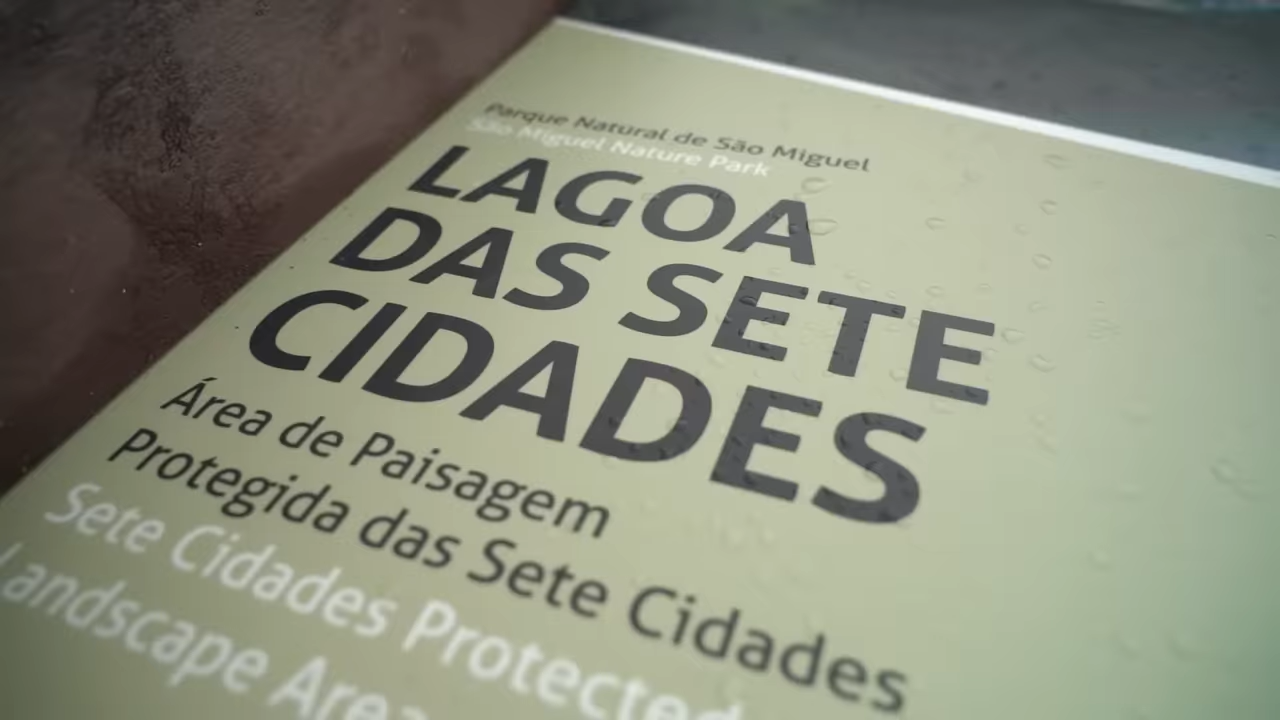 Parque Natural de São Miguel
São Miguel Nature Park
LAGOA
DAS SETE
CIDADES
Área de Paisagem
Protegida das Sete Cidades
Sete Cidades Protected
Landscape Area